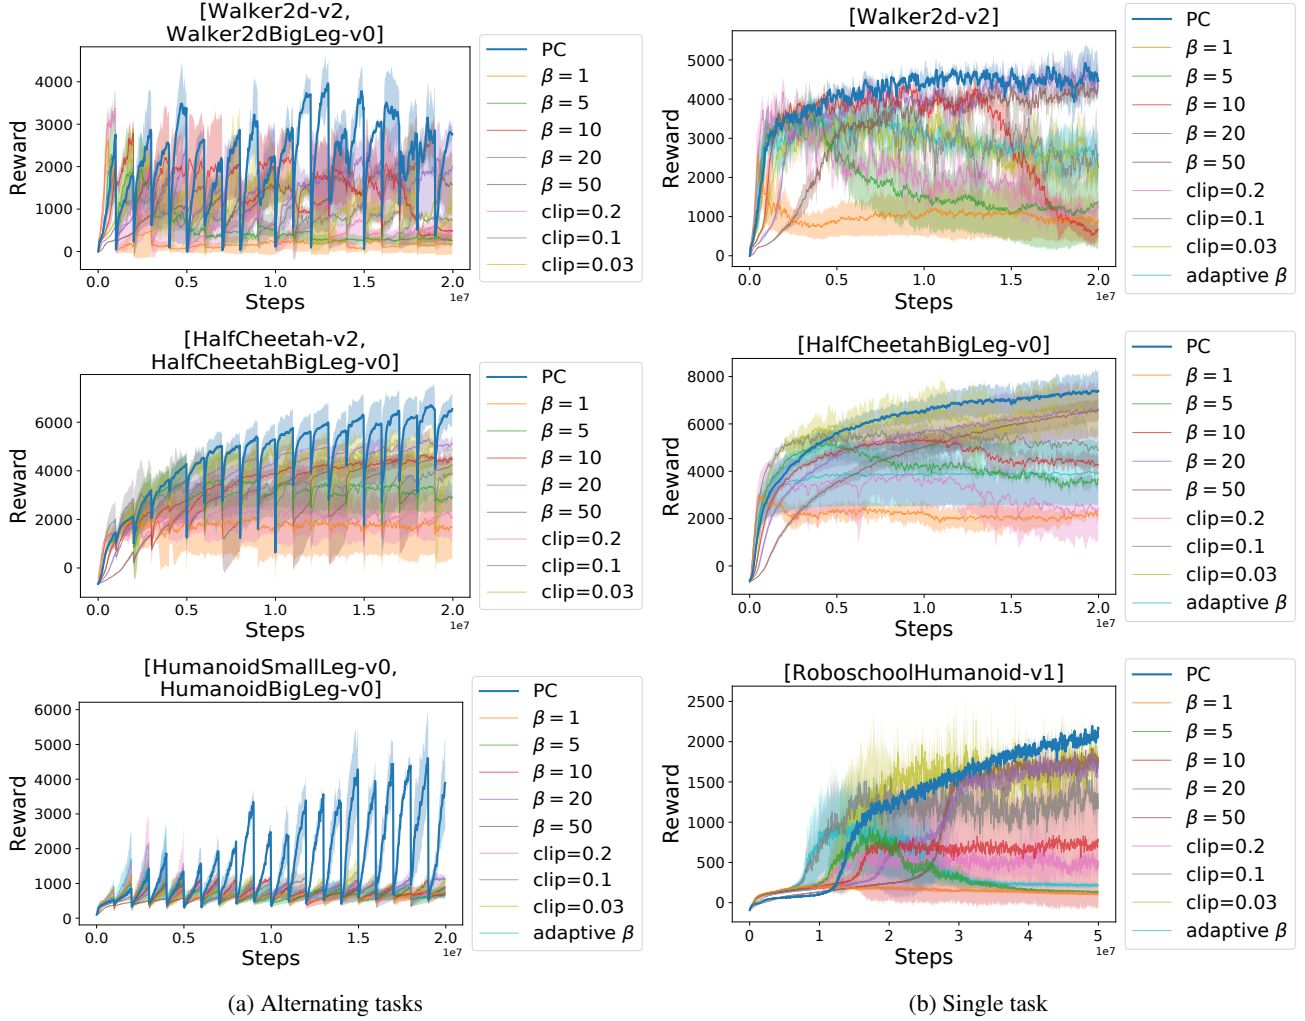 [Walker2d-v2,
Walker2dBigLeg-v0]
Reward
4000
3000
2000
1000
0
0.0
0.5
1.0
1.5
2.0
1e7
Steps
PC
β = 1
β = 5
β = 10
β = 20
β = 50
clip=0.2
clip=0.1
clip=0.03
[Walker2d-v2]
Reward
5000
4000
3000
2000
1000
0
0.0
0.5
1.0
1.5
2.0
1e7
Steps
PC
β = 1
β = 5
β = 10
β = 20
β = 50
clip=0.2
clip=0.1
clip=0.03
adaptive β
[HalfCheetah-v2,
HalfCheetahBigLeg-v0]
Reward
6000
4000
2000
0
0.0
0.5
1.0
1.5
2.0
1e7
Steps
PC
β = 1
β = 5
β = 10
β = 20
β = 50
clip=0.2
clip=0.1
clip=0.03
[HalfCheetahBigLeg-v0]
Reward
8000
6000
4000
2000
0
0.0
0.5
1.0
1.5
2.0
1e7
Steps
PC
β = 1
β = 5
β = 10
β = 20
β = 50
clip=0.2
clip=0.1
clip=0.03
adaptive β
[HumanoidSmallLeg-v0,
HumanoidBigLeg-v0]
Reward
6000
5000
4000
3000
2000
1000
0
0.0
0.5
1.0
1.5
2.0
1e7
Steps
PC
β = 1
β = 5
β = 10
β = 20
β = 50
clip=0.2
clip=0.1
clip=0.03
adaptive β
[RoboschoolHumanoid-v1]
Reward
2500
2000
1500
1000
500
0
0
1
2
3
4
5
1e7
Steps
PC
β = 1
β = 5
β = 10
β = 20
β = 50
clip=0.2
clip=0.1
clip=0.03
adaptive β
(a) Alternating tasks
(b) Single task